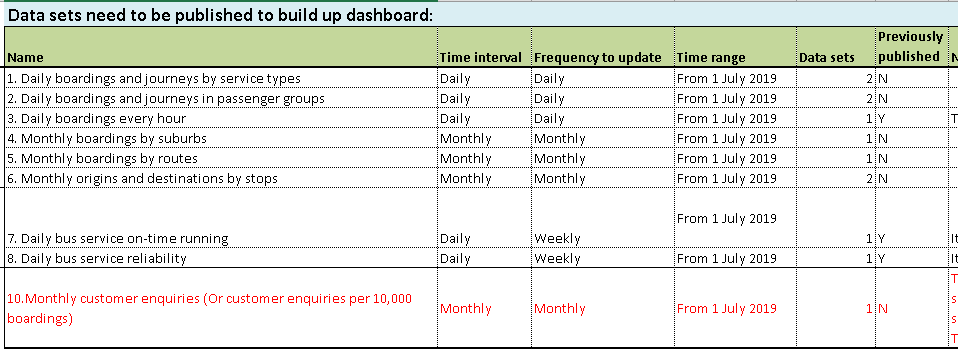 Data sets need to be published to build up dashboard:
Previously
Name Time interval Frequency to update Time range Data sets published N
1. Daily boardings and journeys by service types Daily Daily From 1 July 2019 2 N
2. Daily boardings and journeys in passenger groups Daily Daily From 1 July 2019 2 N
3. Daily boardings every hour Daily Daily From 1 July 2019 1 Y T
4. Monthly boardings by suburbs Monthly Monthly From 1 July 2019 1 N
5. Monthly boardings by routes Monthly Monthly From 1 July 2019 1 N
6. Monthly origins and destinations by stops Monthly Monthly From 1 July 2019 2 N
From 1 July 2019
7. Daily bus service on-time running Daily Weekly 1 Y It
8. Daily bus service reliability Daily Weekly From 1 July 2019 1 Y It
T
10.Monthly customer enquiries (Or customer enquiries per 10,000 s
boardings) Monthly Monthly From 1 July 2019 1 N
s
T